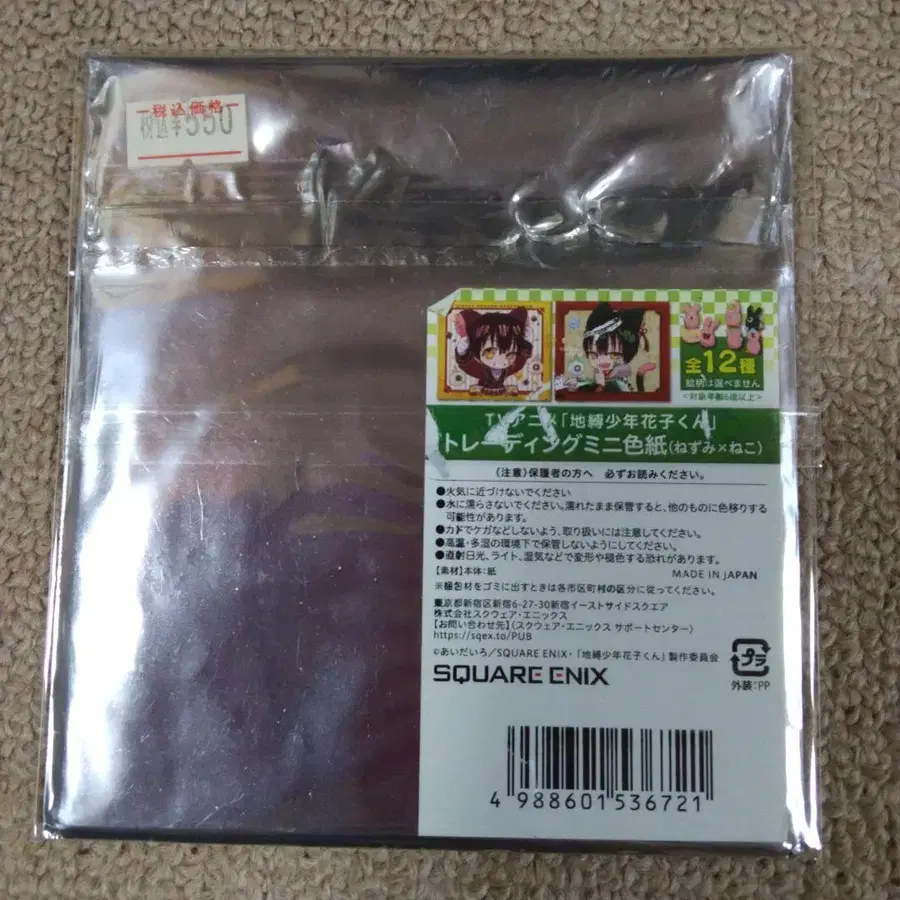 税込価格
税込¥550
全12種
絵柄は選べません
<対象年齢6歳以上>
TVアニメ「地縛少年花子くん」
トレーディングミニ色紙(ねずみ×ねこ)
《注意》保護者の方へ 必ずお読みください。
●火気に近づけないでください
●水に濡らさないでください。濡れたまま保管すると、他のものに色移りする
可能性があります。
●カドでケガなどしないよう、取り扱いには注意してください。
●高温・多湿の環境下で保管しないようにしてください。
●直射日光、ライト、湿気などで変形や褪色する恐れがあります。
【素材】本体:紙 MADE IN JAPAN
※梱包材をゴミに出すときは各市区町村の区分に従ってください。
東京都新宿区新宿6-27-30新宿イーストサイドスクエア
株式会社スクウェア・エニックス
【お問い合わせ先】〈スクウェア・エニックス サポートセンター〉
https://sqex.to/PUB
©あいだいろ/SQUARE ENIX・「地縛少年花子くん」製作委員会
SQUARE ENIX
プラ
外装:PP
4 988601 536721